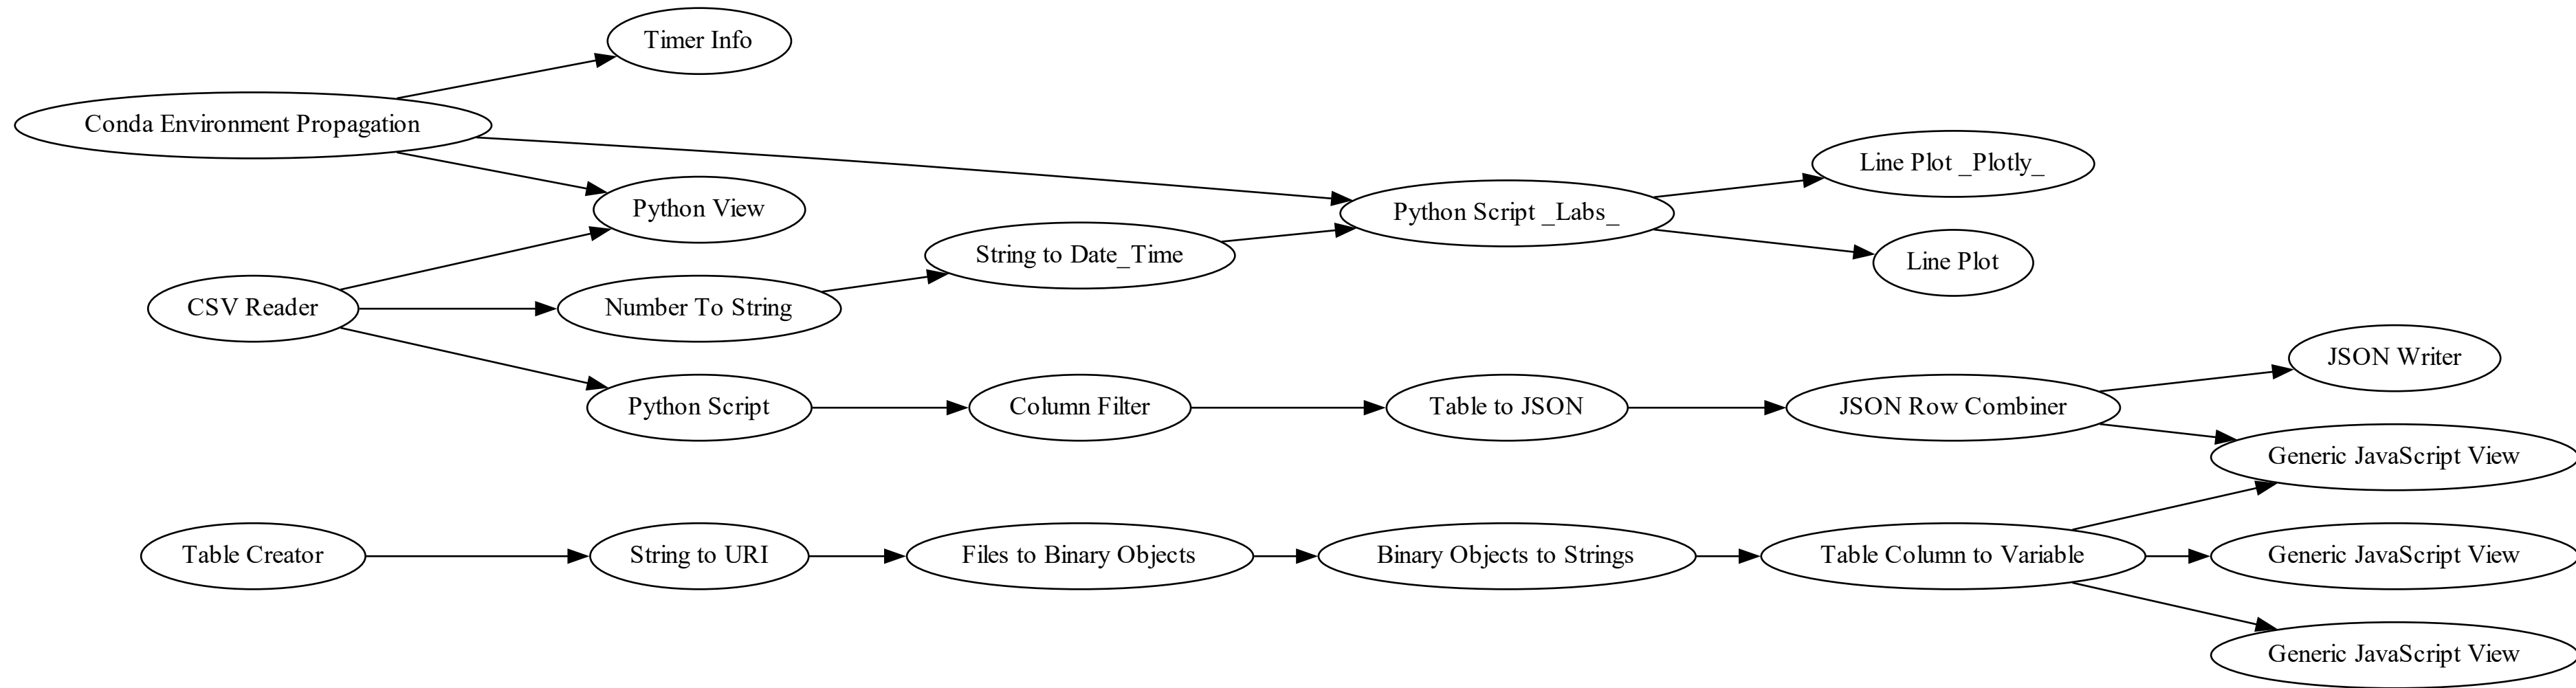 Timer Info
Conda Environment Propagation
Line Plot _Plotly_
Python View
Python Script _Labs_
String to Date_Time
Line Plot
CSV Reader
Number To String
JSON Writer
Python Script
Column Filter
Table to JSON
JSON Row Combiner
Generic JavaScript View
Table Creator
String to URI
Files to Binary Objects
Binary Objects to Strings
Table Column to Variable
Generic JavaScript View
Generic JavaScript View